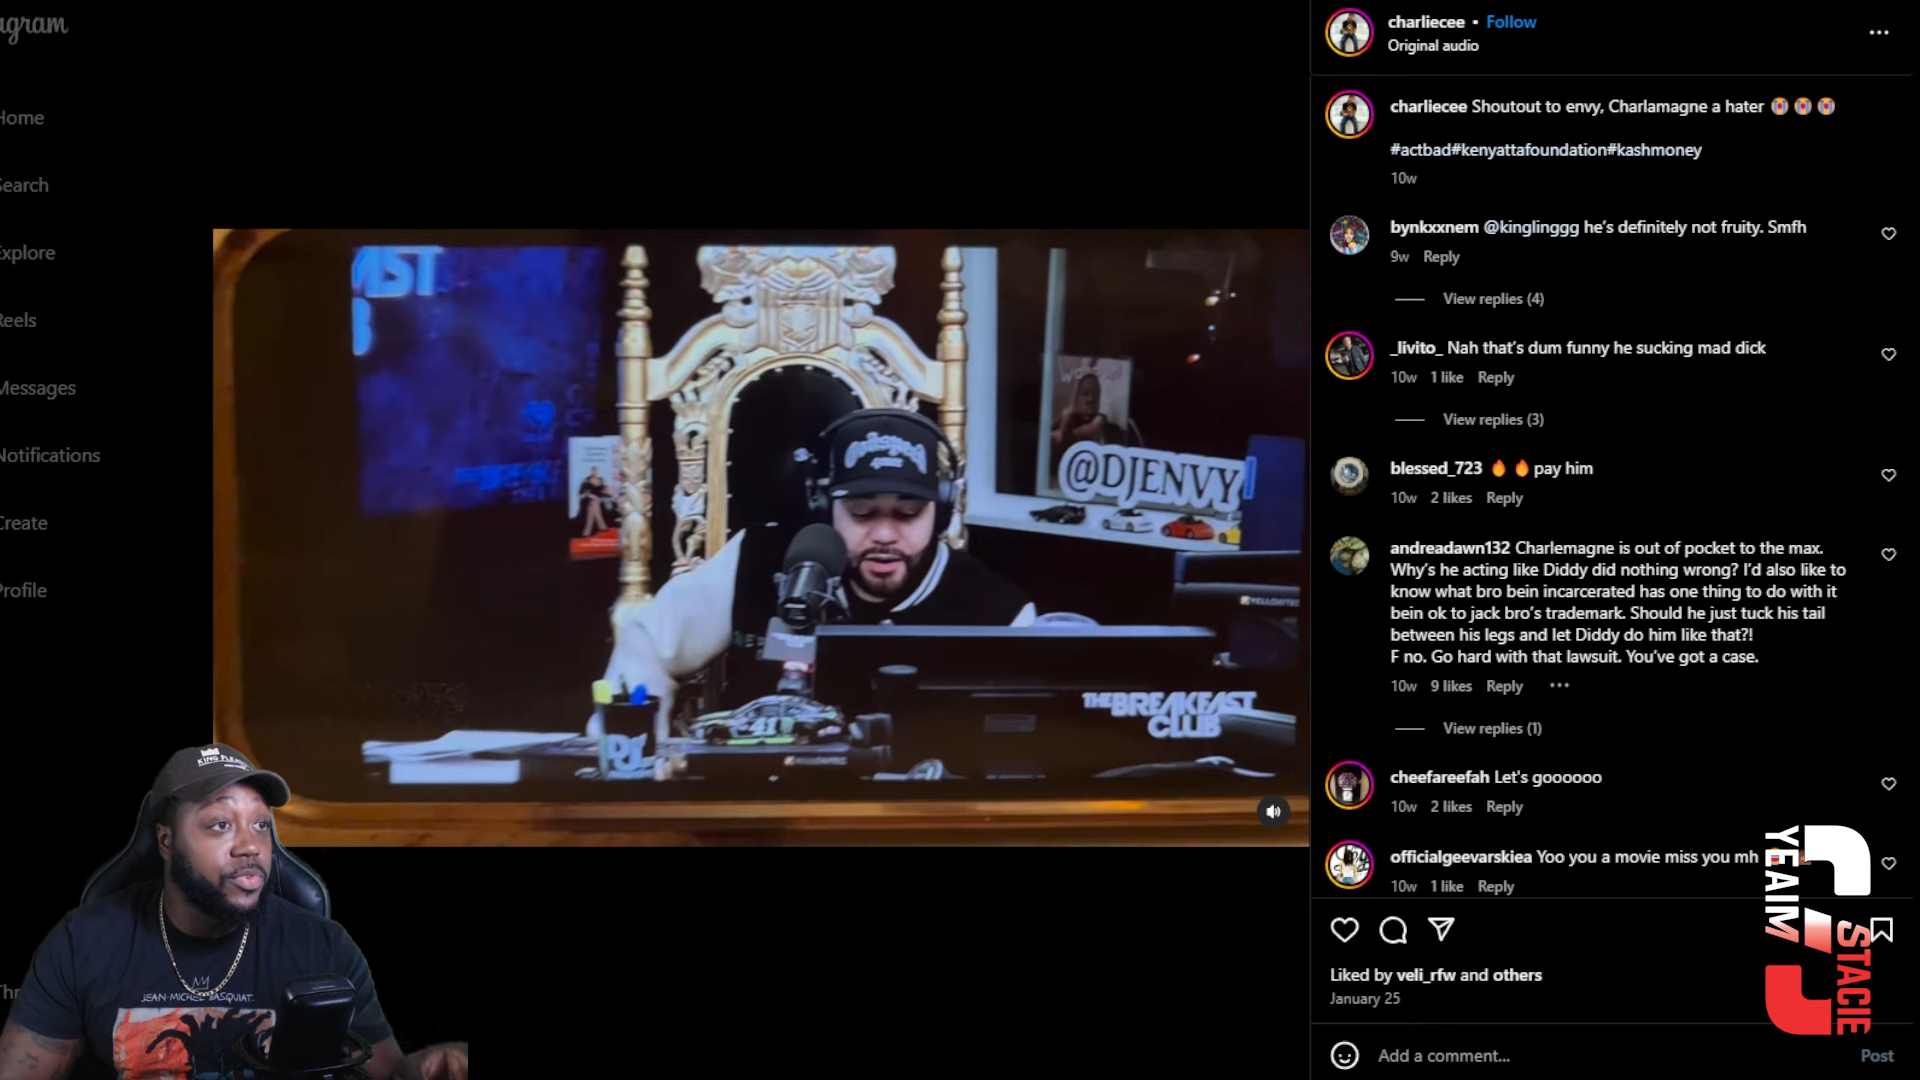 agram
Home
Search
Explore
Reels
Messages
Notifications
Create
Profile
Thr
@DJENVY
41
THE BREAKFAST
CLUB
KING PLEA
JEAN-MICHEL BASQUIAT.
charliecee • Follow
Original audio
charliecee Shoutout to envy, Charlamagne a hater 😭😭😭
#actbad#kenyattafoundation#kashmoney
10w
bynkxxnem @kinglinggg he's definitely not fruity. Smfh
9w Reply
View replies (4)
_livito_ Nah that's dum funny he sucking mad dick
10w 1 like Reply
View replies (3)
blessed_723 🔥🔥pay him
10w 2 likes Reply
andreadawn132 Charlemagne is out of pocket to the max.
Why's he acting like Diddy did nothing wrong? I'd also like to
know what bro bein incarcerated has one thing to do with it
bein ok to jack bro's trademark. Should he just tuck his tail
between his legs and let Diddy do him like that?!
F no. Go hard with that lawsuit. You've got a case.
10w 9 likes Reply
View replies (1)
cheefareefah Let's goooooo
10w 2 likes Reply
officialgeevarskiea Yoo you a movie miss you mh
10w 1 like Reply
Liked by veli_rfw and others
January 25
Add a comment...
Post
YEAIM
STACIE